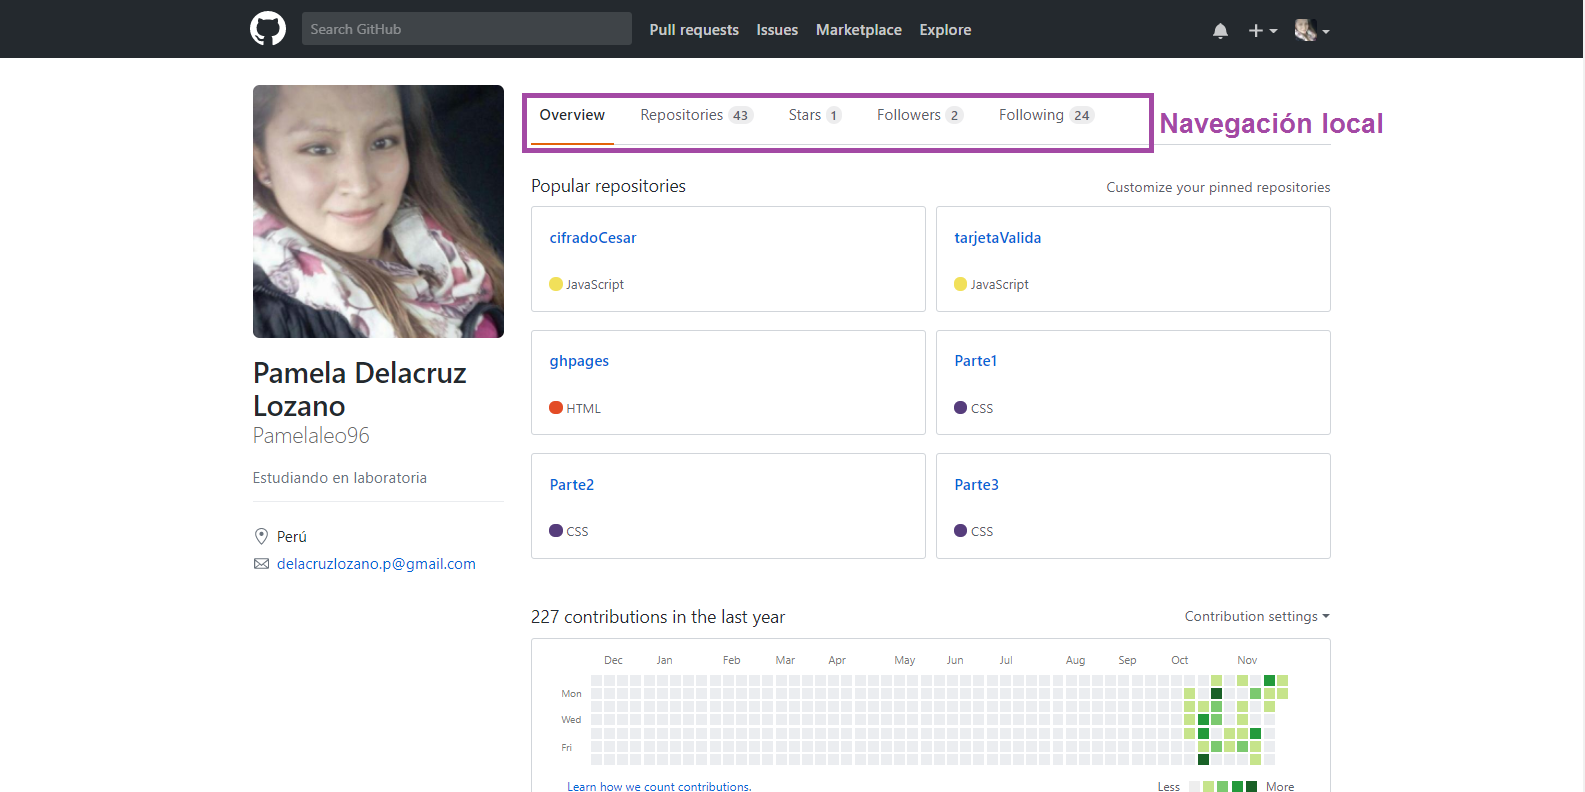 Search GitHub
Pull requests
Issues
Marketplace
Explore
Overview
Repositories 43
Stars 1
Followers 2
Following 24
Navegación local
Pamela Delacruz
Lozano
Pamelaleo96
Estudiando en laboratoria
Perú
delacruzlozano.p@gmail.com
Popular repositories
Customize your pinned repositories
cifradoCesar
JavaScript
tarjetaValida
JavaScript
ghpages
HTML
Parte1
CSS
Parte2
CSS
Parte3
CSS
227 contributions in the last year
Contribution settings
Dec Jan Feb Mar Apr May Jun Jul Aug Sep Oct Nov
Mon
Wed
Fri
Learn how we count contributions.
Less
More